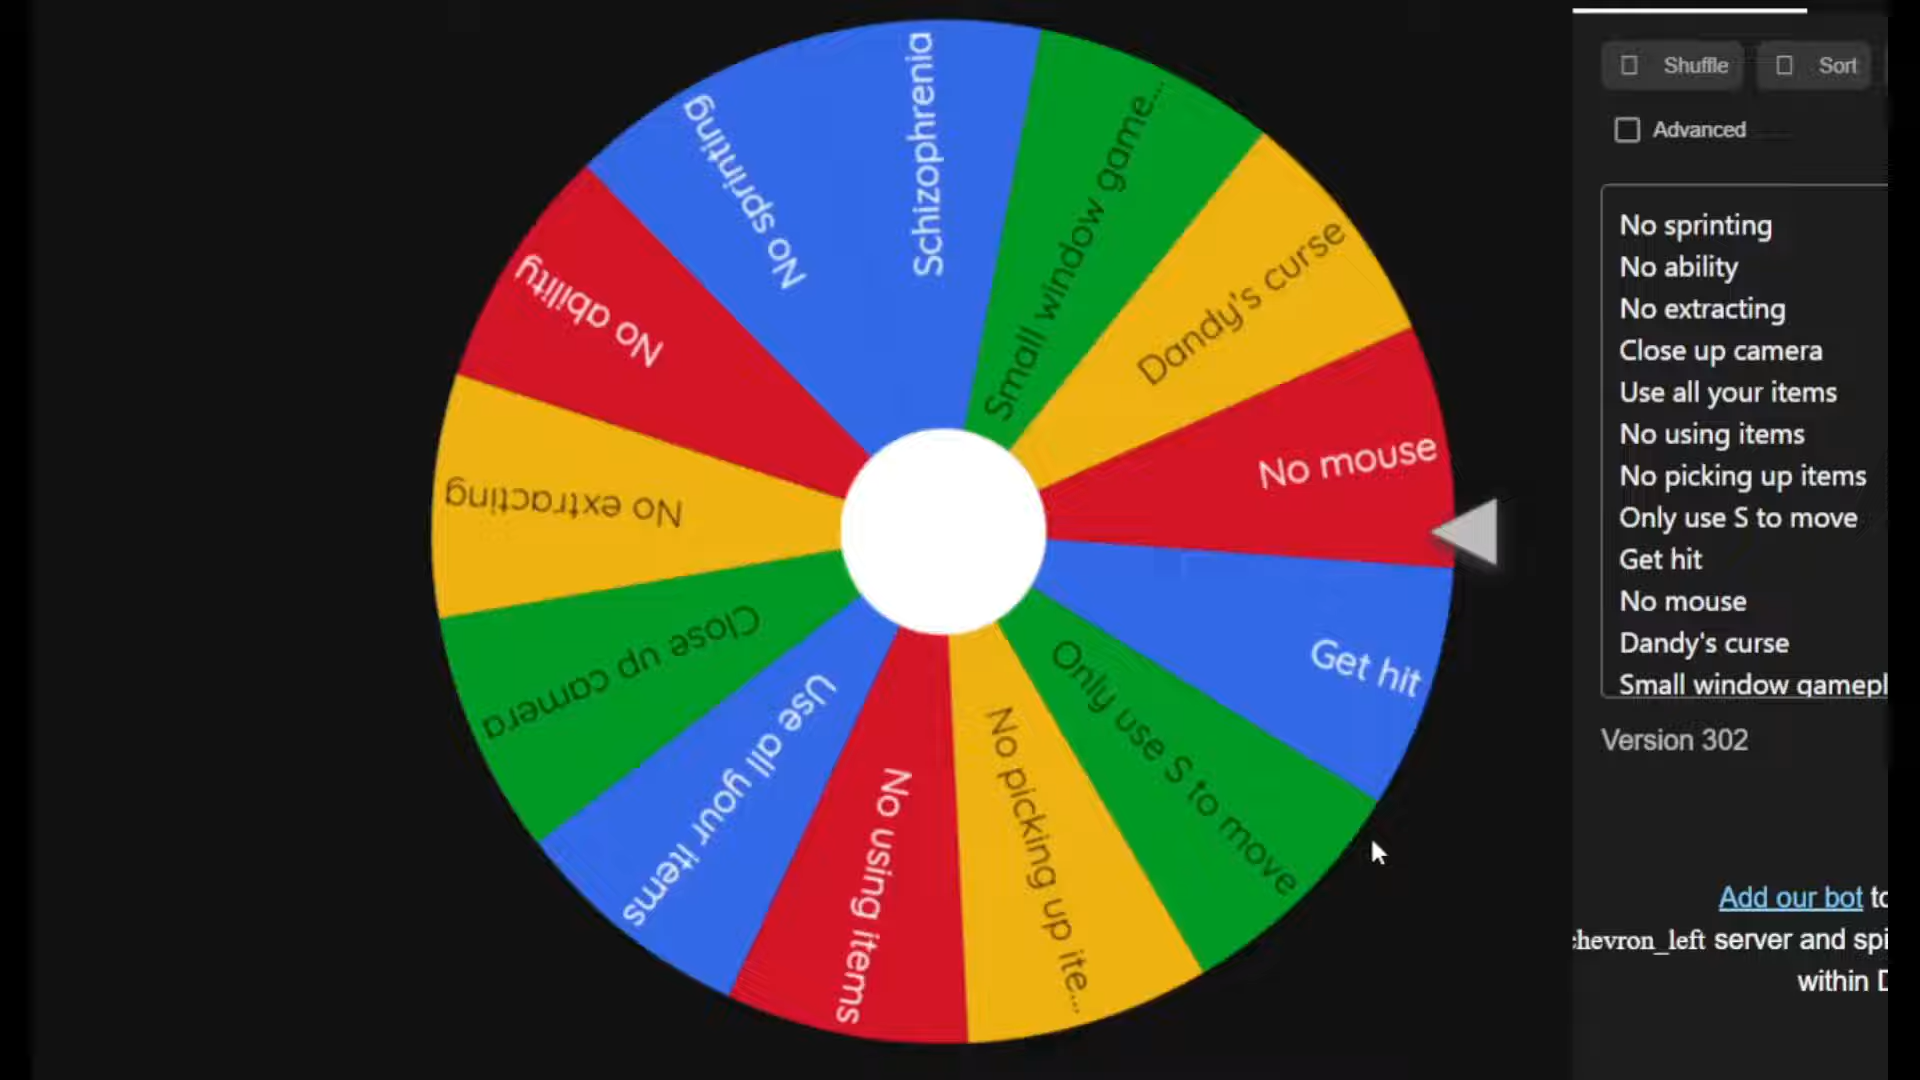 Schizophrenia
Small window game...
Dandy's curse
No mouse
Get hit
Only use S to move
No picking up ite...
No using items
Use all your items
Close up camera
No extracting
No ability
No sprinting
Shuffle
Sort
Advanced
No sprinting
No ability
No extracting
Close up camera
Use all your items
No using items
No picking up items
Only use S to move
Get hit
No mouse
Dandy's curse
Small window gamepl
Version 302
Add our bot to
chevron_left server and spi
within D